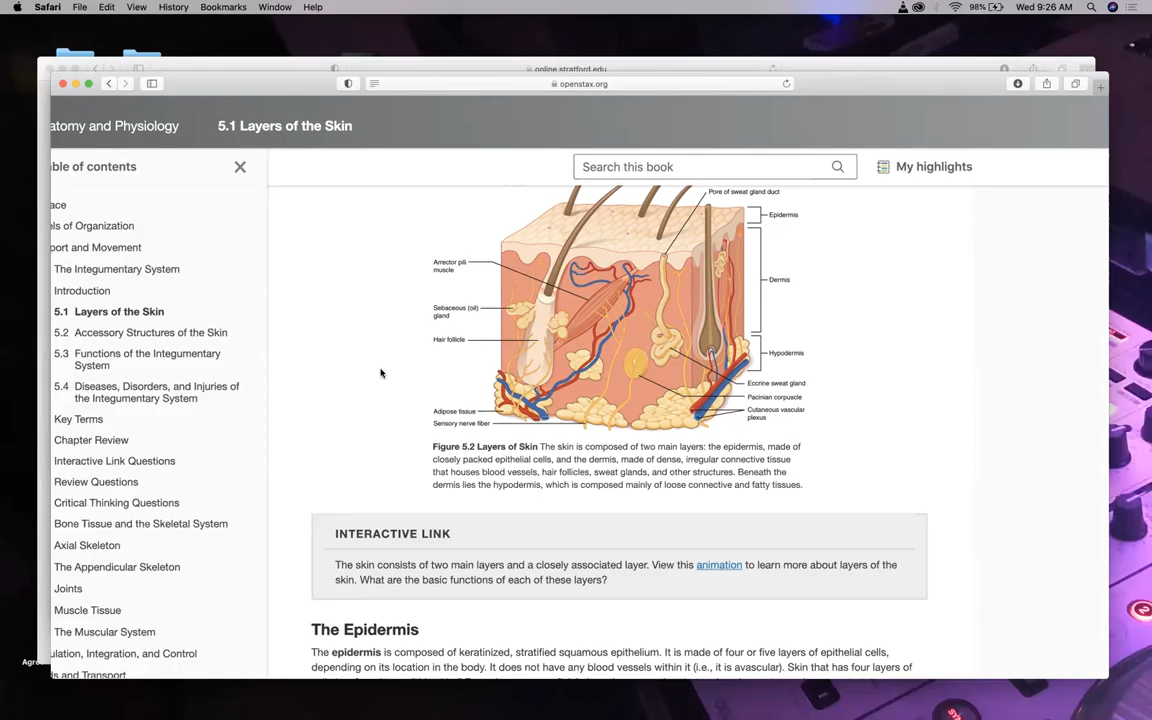 Safari File Edit View History Bookmarks Window Help 98% Wed 9:26 AM
online.stratford.edu
openstax.org
atomy and Physiology 5.1 Layers of the Skin
ble of contents
Search this book
My highlights
ace
els of Organization
port and Movement
The Integumentary System
Introduction
5.1 Layers of the Skin
5.2 Accessory Structures of the Skin
5.3 Functions of the Integumentary
System
5.4 Diseases, Disorders, and Injuries of
the Integumentary System
Key Terms
Chapter Review
Interactive Link Questions
Review Questions
Critical Thinking Questions
Bone Tissue and the Skeletal System
Axial Skeleton
The Appendicular Skeleton
Joints
Muscle Tissue
The Muscular System
ulation, Integration, and Control
ds and Transport
Agre
Pore of sweat gland duct
Epidermis
Arrector pili
muscle
Dermis
Sebaceous (oil)
gland
Hair follicle
Hypodermis
Eccrine sweat gland
Pacinian corpuscle
Adipose tissue
Cutaneous vascular
plexus
Sensory nerve fiber
Figure 5.2 Layers of Skin The skin is composed of two main layers: the epidermis, made of
closely packed epithelial cells, and the dermis, made of dense, irregular connective tissue
that houses blood vessels, hair follicles, sweat glands, and other structures. Beneath the
dermis lies the hypodermis, which is composed mainly of loose connective and fatty tissues.
INTERACTIVE LINK
The skin consists of two main layers and a closely associated layer. View this animation to learn more about layers of the
skin. What are the basic functions of each of these layers?
The Epidermis
The epidermis is composed of keratinized, stratified squamous epithelium. It is made of four or five layers of epithelial cells,
depending on its location in the body. It does not have any blood vessels within it (i.e., it is avascular). Skin that has four layers of